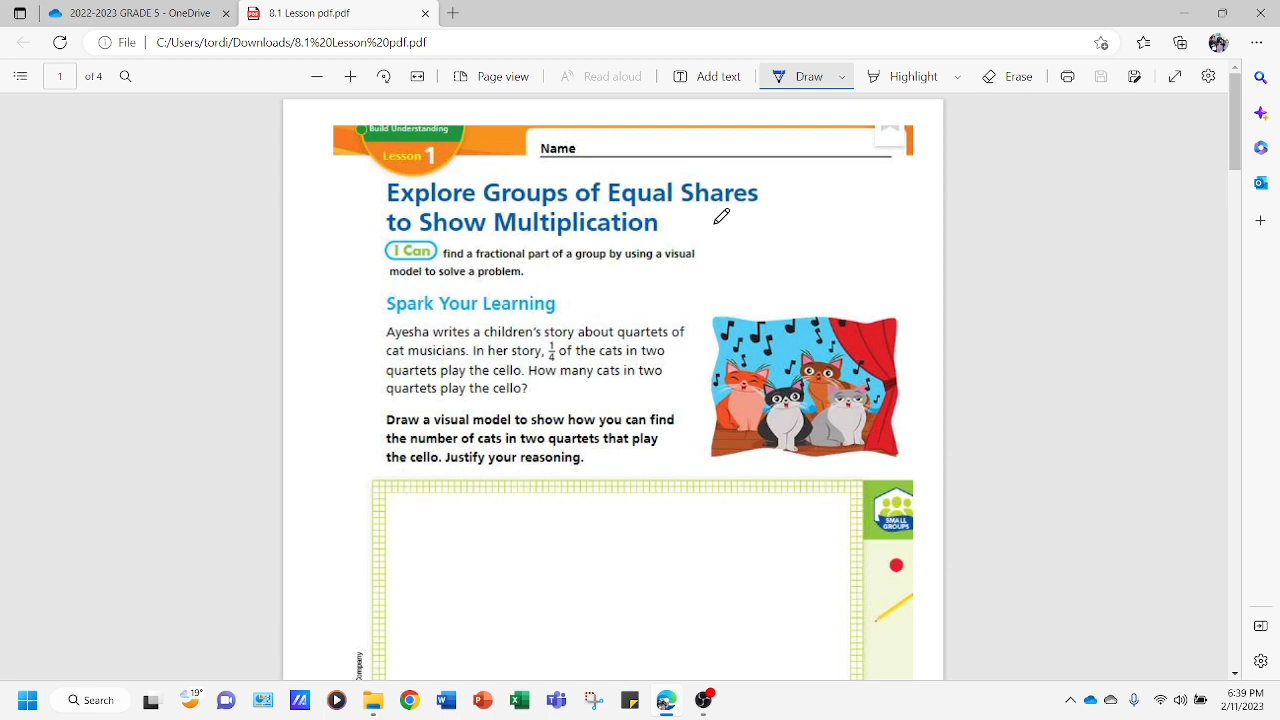 2022-2023 GRADE 5 - OneDrive
8.1 Lesson pdf.pdf
File
C:/Users/tordi/Downloads/8.1%20Lesson%20pdf.pdf
1
Page view
Read aloud
Add text
Draw
Highlight
Erase
Build Understanding
Lesson 1
Name
Explore Groups of Equal Shares
to Show Multiplication
I Can find a fractional part of a group by using a visual
model to solve a problem.
Spark Your Learning
Ayesha writes a children's story about quartets of
cat musicians. In her story, 1/4 of the cats in two
quartets play the cello. How many cats in two
quartets play the cello?
Draw a visual model to show how you can find
the number of cats in two quartets that play
the cello. Justify your reasoning.
SMALL
GROUPS
Company
Search
49°
6:39 PM
2/1/2023